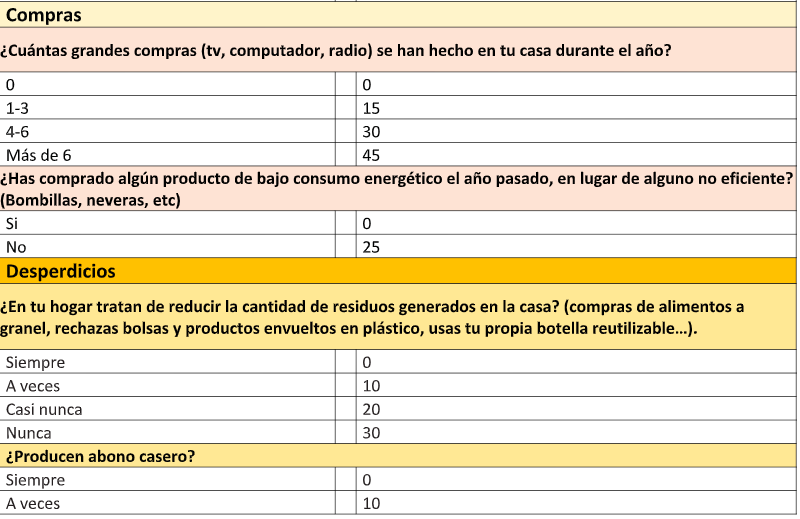 Compras
¿Cuántas grandes compras (tv, computador, radio) se han hecho en tu casa durante el año?
0 0
1-3 15
4-6 30
Más de 6 45
¿Has comprado algún producto de bajo consumo energético el año pasado, en lugar de alguno no eficiente?
(Bombillas, neveras, etc)
Si 0
No 25
Desperdicios
¿En tu hogar tratan de reducir la cantidad de residuos generados en la casa? (compras de alimentos a
granel, rechazas bolsas y productos envueltos en plástico, usas tu propia botella reutilizable...).
Siempre 0
A veces 10
Casi nunca 20
Nunca 30
¿Producen abono casero?
Siempre 0
A veces 10